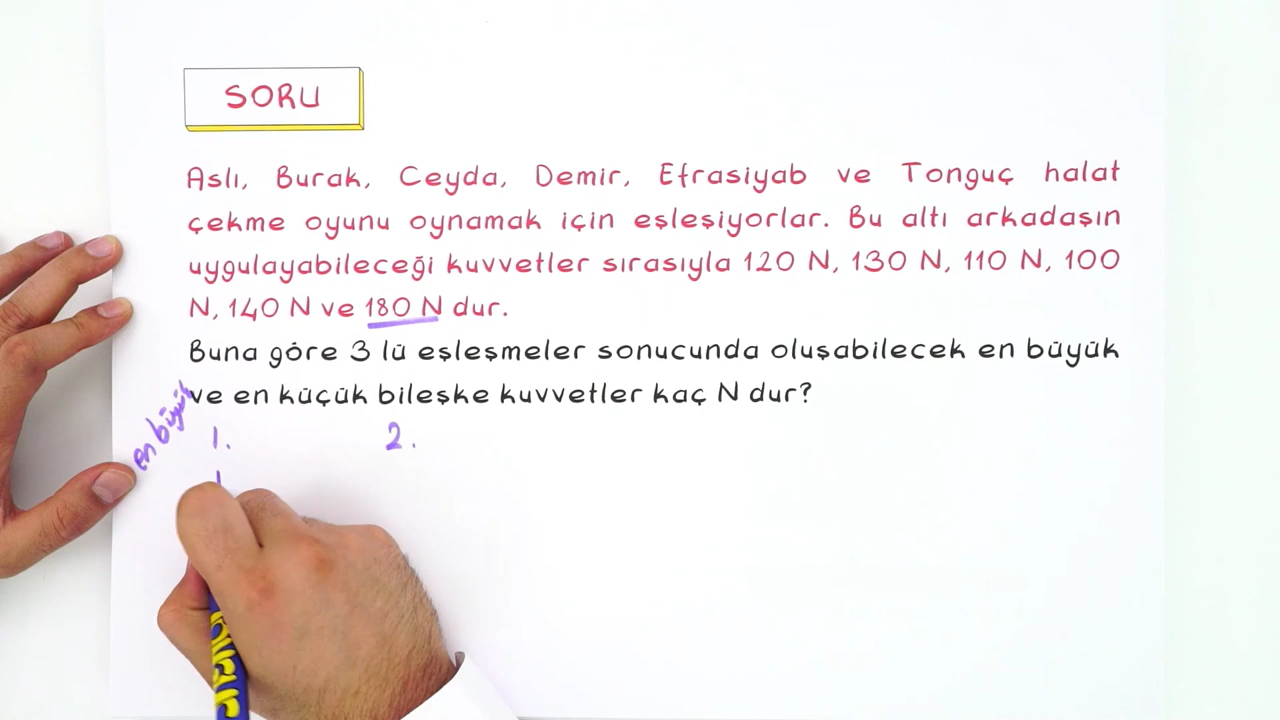 SORU
Aslı, Burak, Ceyda, Demir, Efrasiyab ve Tonguç halat
çekme oyunu oynamak için eşleşiyorlar. Bu altı arkadaşın
uygulayabileceği kuvvetler sırasıyla 120 N, 130 N, 110 N, 100
N, 140 N ve 180 N dur.
Buna göre 3 lü eşleşmeler sonucunda oluşabilecek en büyük
ve en küçük bileşke kuvvetler kaç N dur?
en büyük
1. 2.